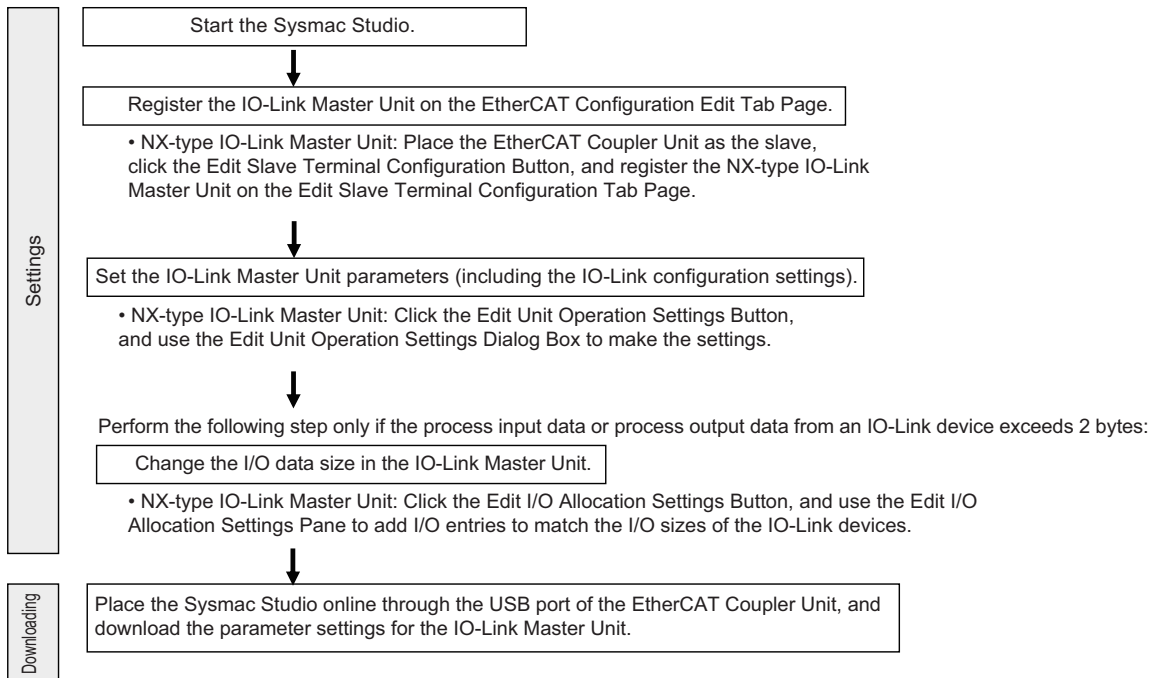 Settings
Start the Sysmac Studio.
Register the IO-Link Master Unit on the EtherCAT Configuration Edit Tab Page.
• NX-type IO-Link Master Unit: Place the EtherCAT Coupler Unit as the slave,
click the Edit Slave Terminal Configuration Button, and register the NX-type IO-Link
Master Unit on the Edit Slave Terminal Configuration Tab Page.
Set the IO-Link Master Unit parameters (including the IO-Link configuration settings).
• NX-type IO-Link Master Unit: Click the Edit Unit Operation Settings Button,
and use the Edit Unit Operation Settings Dialog Box to make the settings.
Perform the following step only if the process input data or process output data from an IO-Link device exceeds 2 bytes:
Change the I/O data size in the IO-Link Master Unit.
• NX-type IO-Link Master Unit: Click the Edit I/O Allocation Settings Button, and use the Edit I/O
Allocation Settings Pane to add I/O entries to match the I/O sizes of the IO-Link devices.
Downloading
Place the Sysmac Studio online through the USB port of the EtherCAT Coupler Unit, and
download the parameter settings for the IO-Link Master Unit.